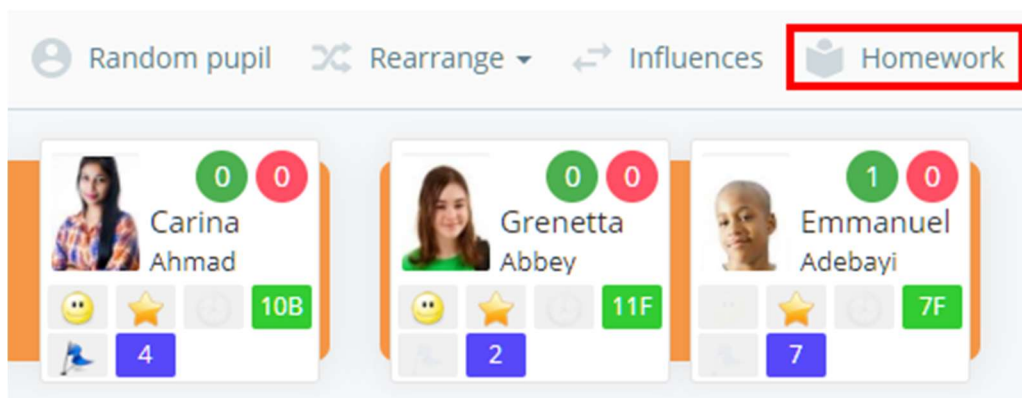 Random pupil Rearrange Influences Homework
0 0
Carina
Ahmad
10B
4
0 0
Grenetta
Abbey
11F
2
1 0
Emmanuel
Adebayi
7F
7